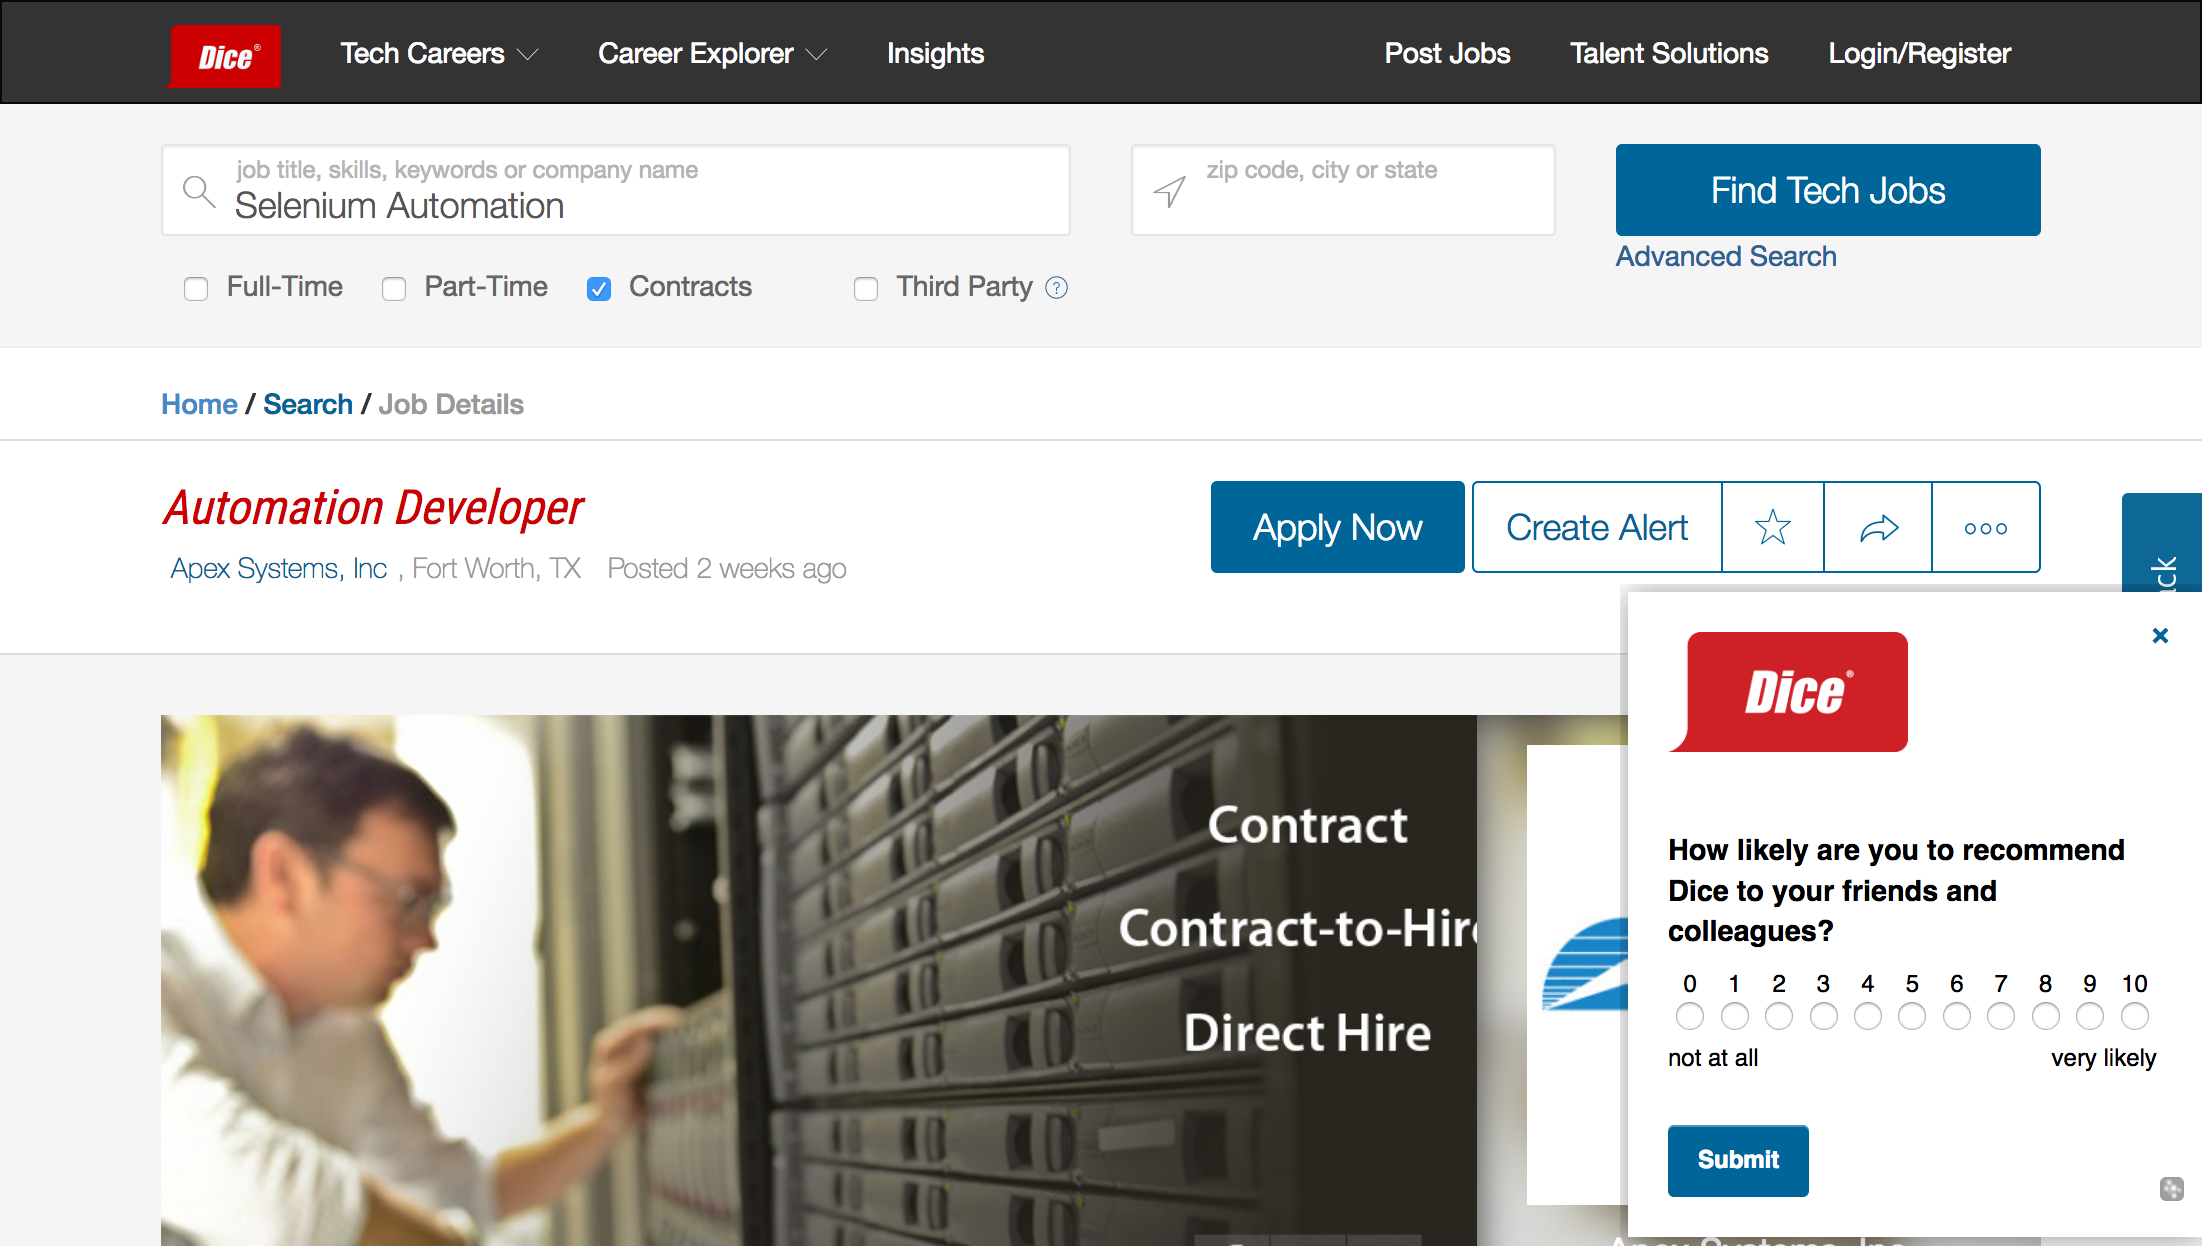 Dice®
Tech Careers
Career Explorer
Insights
Post Jobs
Talent Solutions
Login/Register
job title, skills, keywords or company name
Selenium Automation
zip code, city or state
Find Tech Jobs
Advanced Search
Full-Time
Part-Time
Contracts
Third Party ?
Home / Search / Job Details
Automation Developer
Apex Systems, Inc , Fort Worth, TX Posted 2 weeks ago
Apply Now
Create Alert
ck
Dice®
How likely are you to recommend
Dice to your friends and
colleagues?
0 1 2 3 4 5 6 7 8 9 10
not at all very likely
Submit
Contract
Contract-to-Hire
Direct Hire
Apex Systems, Inc